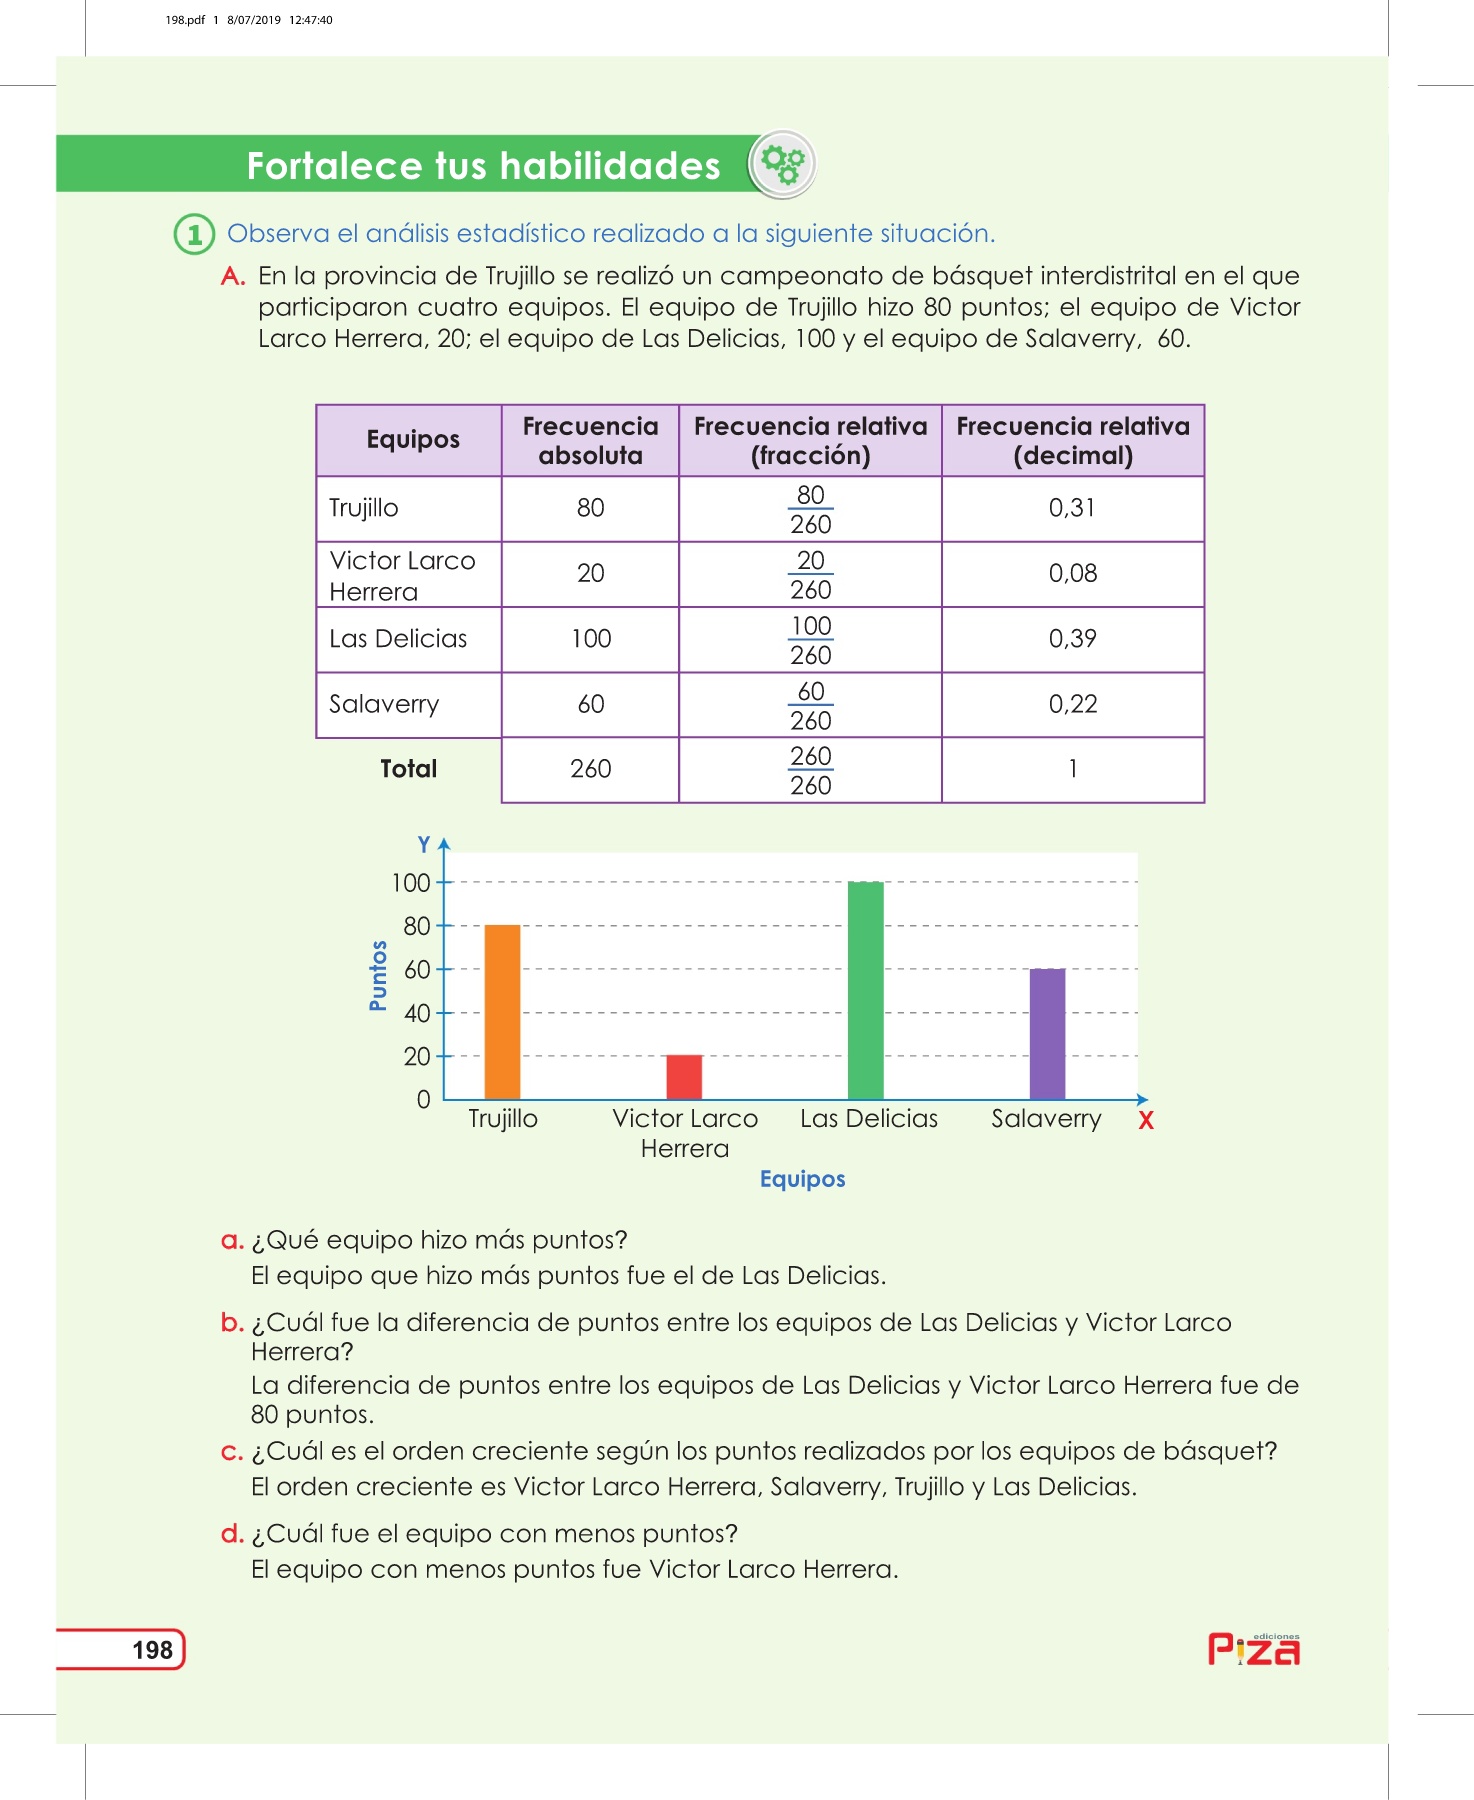 198.pdf 1 8/07/2019 12:47:40
Fortalece tus habilidades
1 Observa el análisis estadístico realizado a la siguiente situación.
A. En la provincia de Trujillo se realizó un campeonato de básquet interdistrital en el que
participaron cuatro equipos. El equipo de Trujillo hizo 80 puntos; el equipo de Victor
Larco Herrera, 20; el equipo de Las Delicias, 100 y el equipo de Salaverry, 60.
Equipos
Frecuencia
absoluta
Frecuencia relativa
(fracción)
Frecuencia relativa
(decimal)
Trujillo
80
80
260
0,31
Victor Larco
Herrera
20
20
260
0,08
Las Delicias
100
100
260
0,39
Salaverry
60
60
260
0,22
Total
260
260
260
1
Y
100
80
60
40
20
0
Puntos
Trujillo
Victor Larco
Herrera
Las Delicias
Salaverry
X
Equipos
a. ¿Qué equipo hizo más puntos?
El equipo que hizo más puntos fue el de Las Delicias.
b. ¿Cuál fue la diferencia de puntos entre los equipos de Las Delicias y Victor Larco
Herrera?
La diferencia de puntos entre los equipos de Las Delicias y Victor Larco Herrera fue de
80 puntos.
c. ¿Cuál es el orden creciente según los puntos realizados por los equipos de básquet?
El orden creciente es Victor Larco Herrera, Salaverry, Trujillo y Las Delicias.
d. ¿Cuál fue el equipo con menos puntos?
El equipo con menos puntos fue Victor Larco Herrera.
198
ediciones
Piza